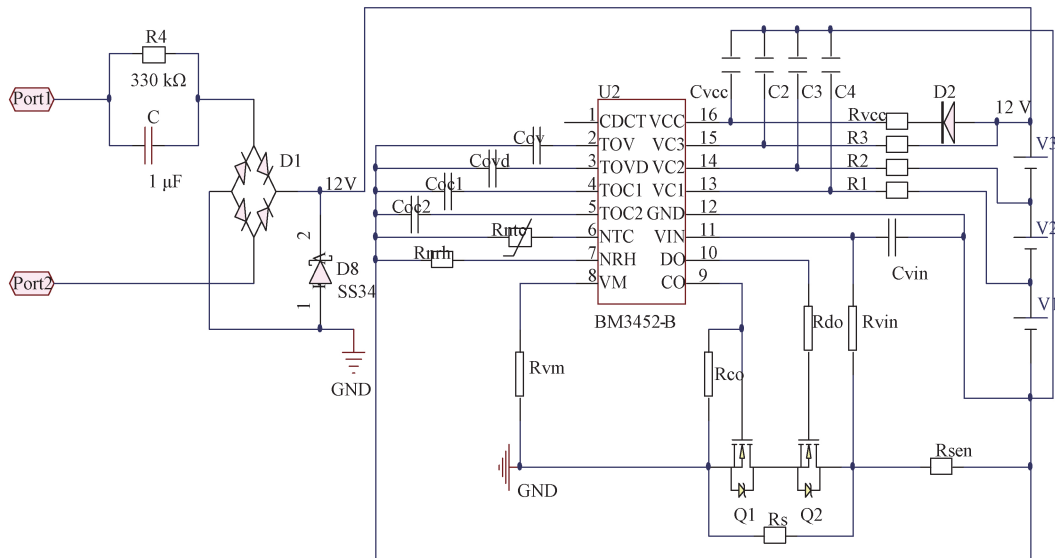 R4
330 kΩ
Port1
C
1 μF
D1
12V
2
D8
SS34
1
Port2
GND
Cov
Covd
Coc1
Coc2
Rntc
Rnrh
U2
1 CDCT VCC 16
2 TOV VC3 15
3 TOVD VC2 14
4 TOC1 VC1 13
5 TOC2 GND 12
6 NTC VIN 11
7 NRH DO 10
8 VM CO 9
BM3452-B
Cvcc C2 C3 C4
D2
12 V
Rvcc
R3
R2
R1
V3
V2
V1
Cvin
Rvm
Rco
Rdo
Rvin
Rsen
GND
Q1
Q2
Rs